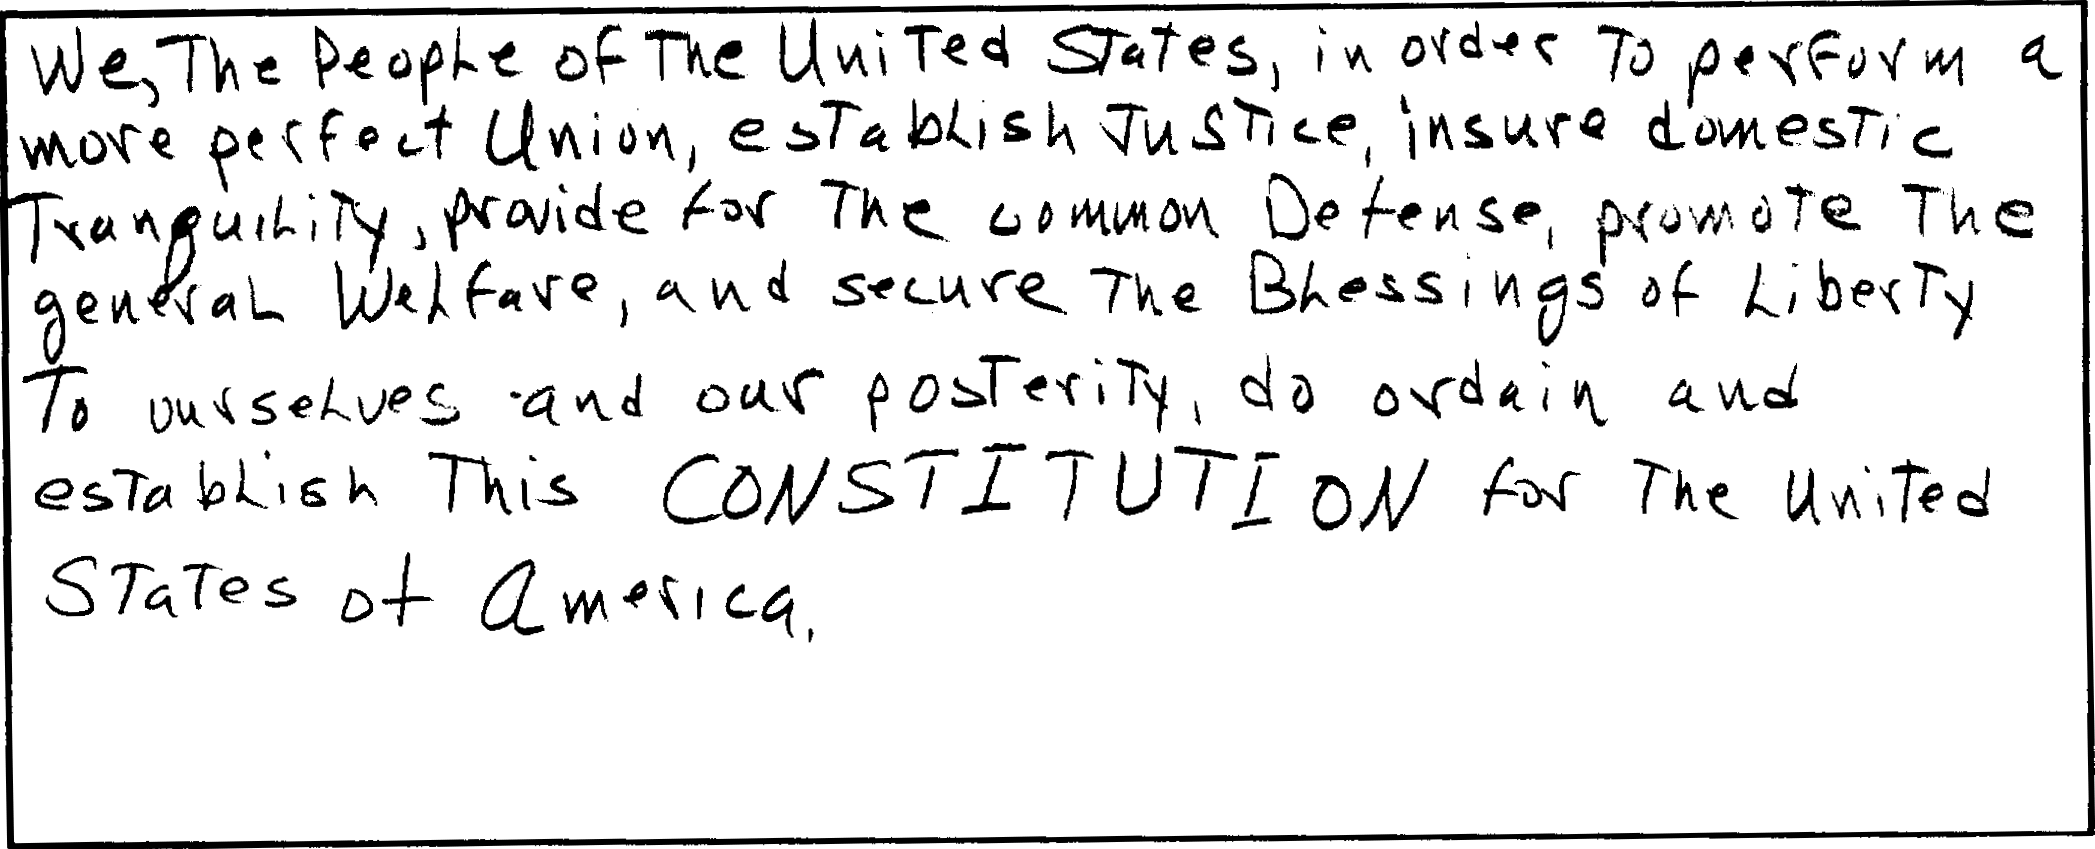 We, The People of The United States, in order To perform a
more perfect Union, establish Justice, insure domestic
Tranquility, provide for The common Defense, promote The
general Welfare, and secure The Blessings of Liberty
To ourselves and our posterity, do ordain and
establish This CONSTITUTION for The United
States of America.